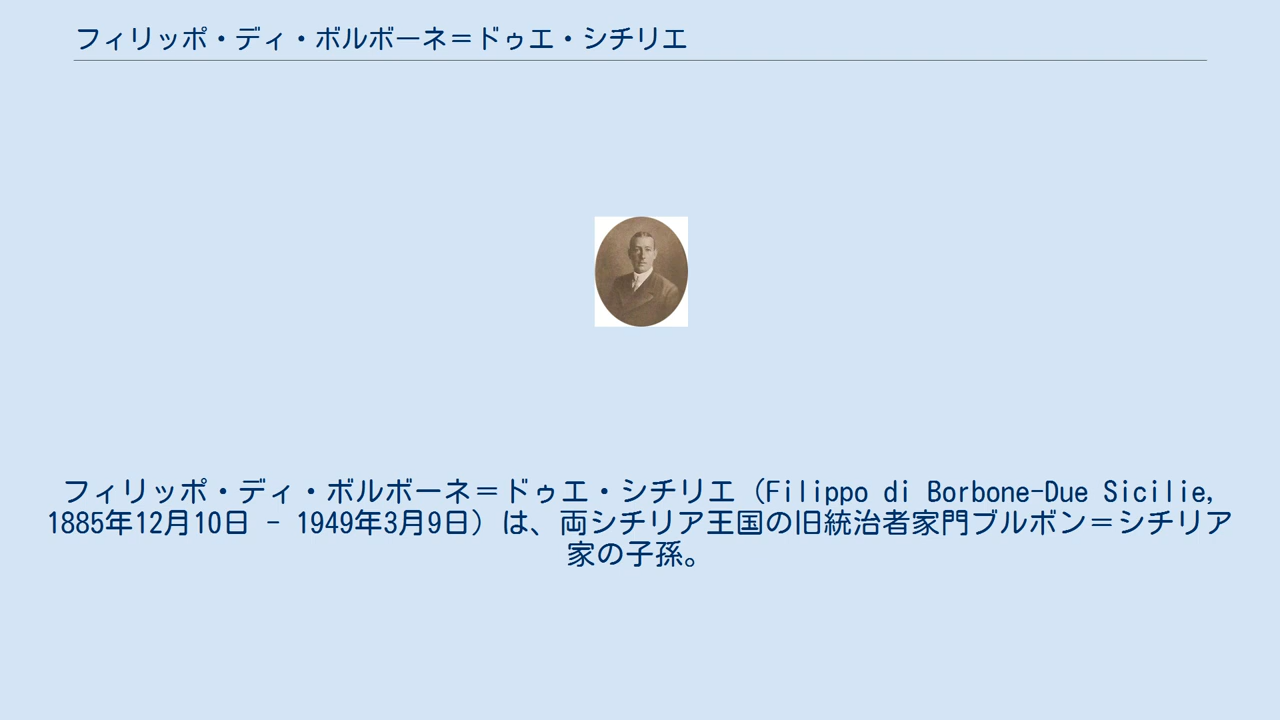 フィリッポ・ディ・ボルボーネ＝ドゥエ・シチリエ
フィリッポ・ディ・ボルボーネ＝ドゥエ・シチリエ（Filippo di Borbone-Due Sicilie,
1885年12月10日 - 1949年3月9日）は、両シチリア王国の旧統治者家門ブルボン＝シチリア
家の子孫。